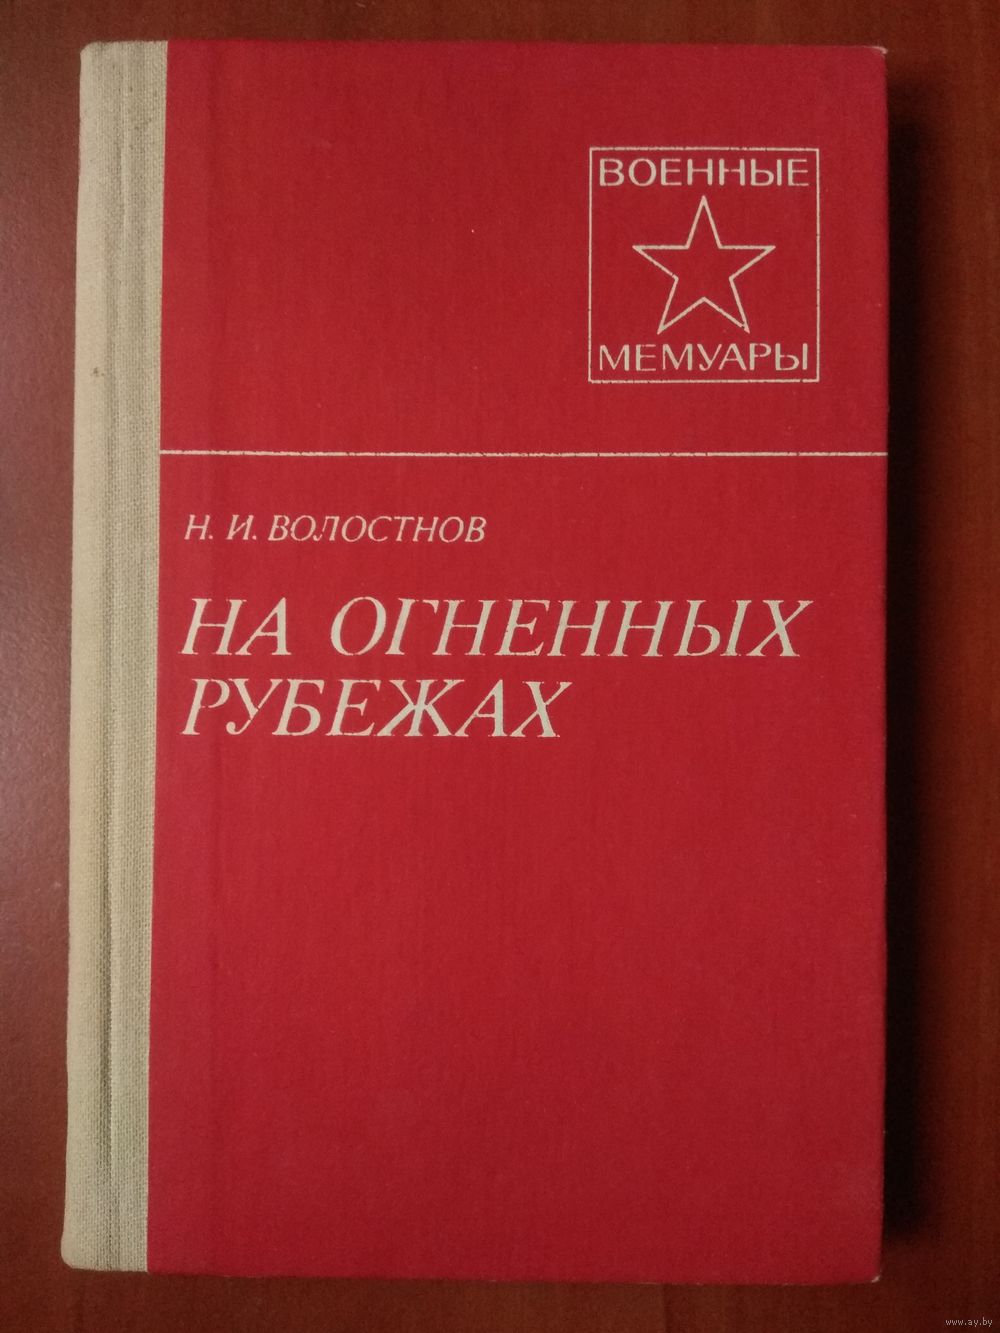 ВОЕННЫЕ
МЕМУАРЫ
Н. И. ВОЛОСТНОВ
НА ОГНЕННЫХ
РУБЕЖАХ
www.ay.by